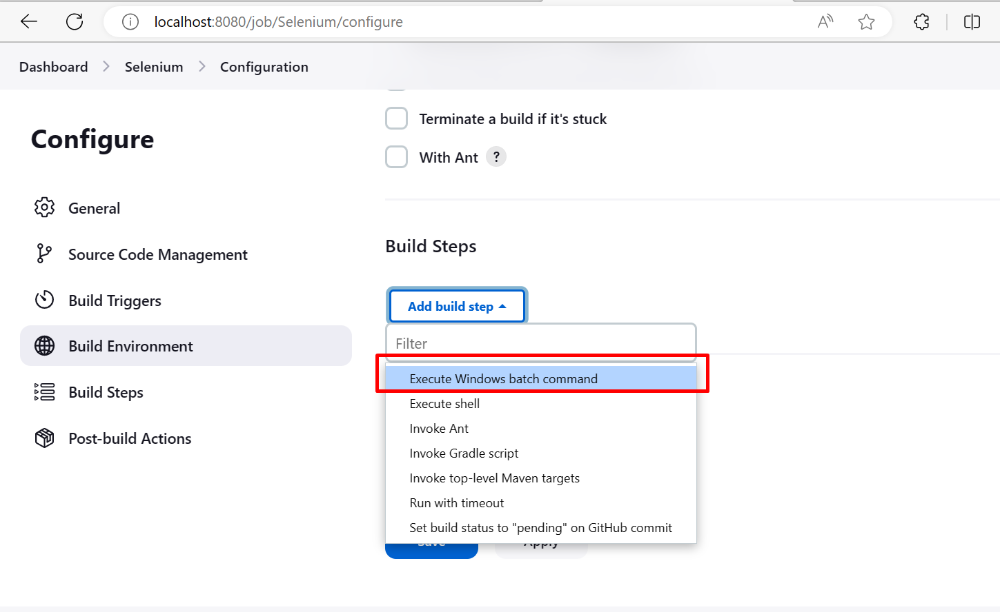 localhost:8080/job/Selenium/configure
Dashboard > Selenium > Configuration
Configure
General
Source Code Management
Build Triggers
Build Environment
Build Steps
Post-build Actions
Terminate a build if it's stuck
With Ant ?
Build Steps
Add build step
Filter
Execute Windows batch command
Execute shell
Invoke Ant
Invoke Gradle script
Invoke top-level Maven targets
Run with timeout
Set build status to "pending" on GitHub commit
Save
Apply